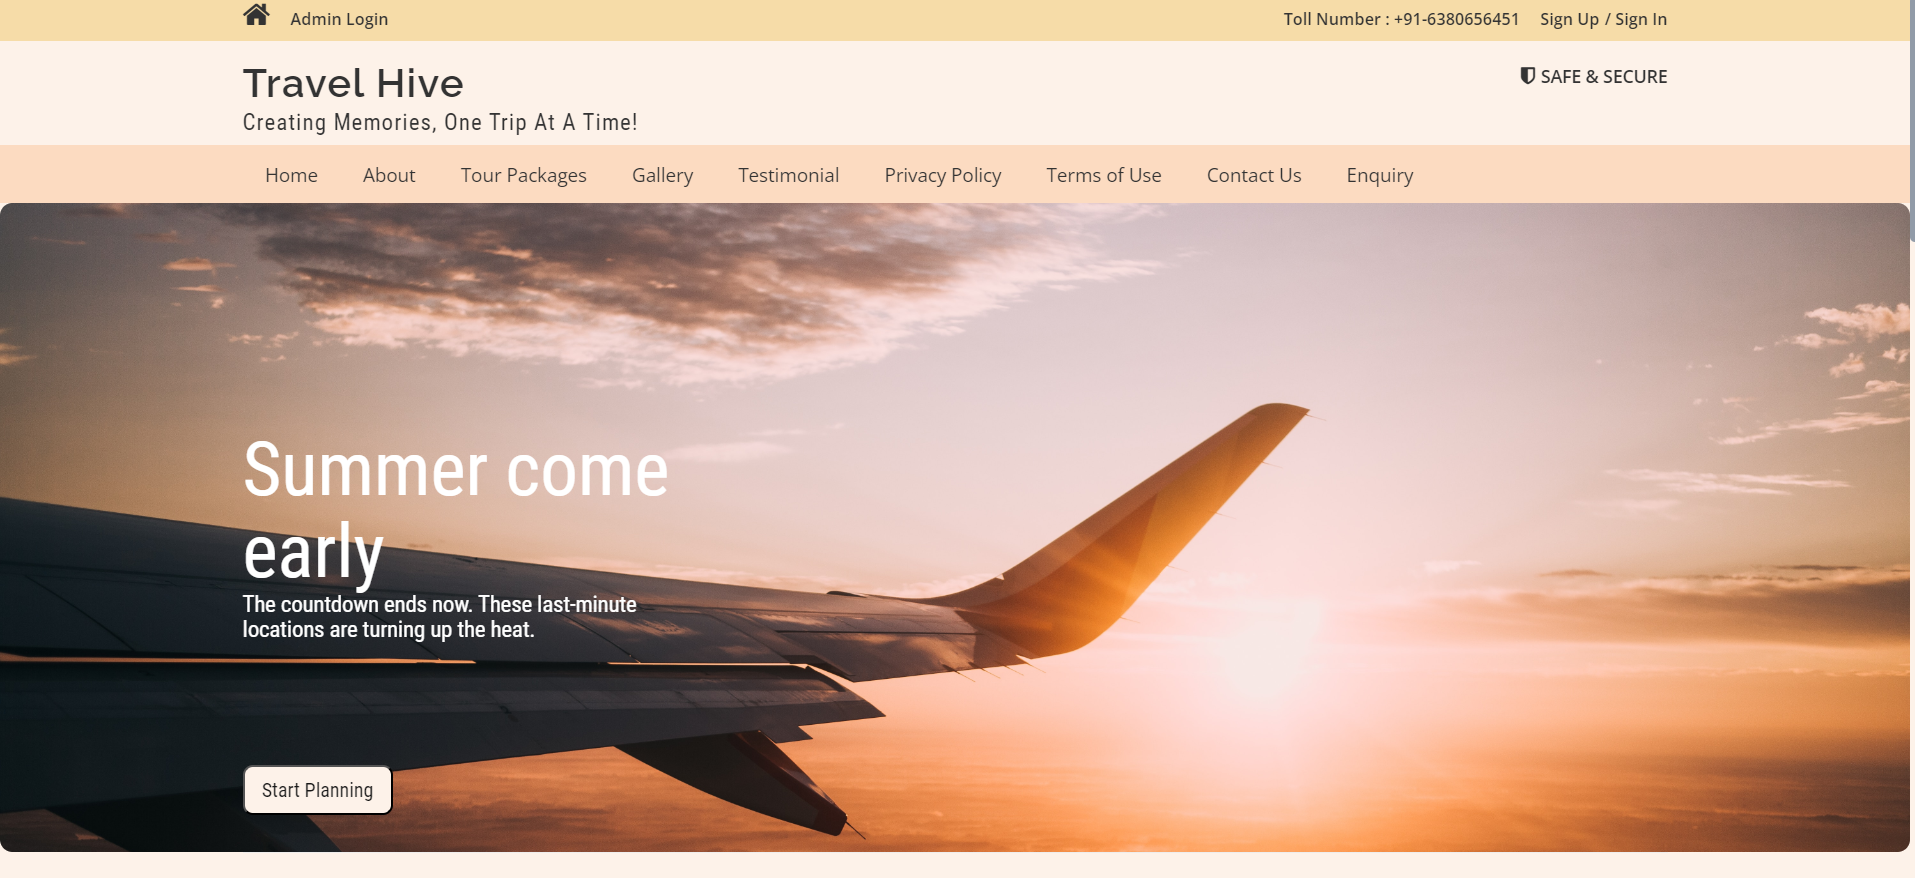 Admin Login
Toll Number : +91-6380656451
Sign Up / Sign In
Travel Hive
SAFE & SECURE
Creating Memories, One Trip At A Time!
Home
About
Tour Packages
Gallery
Testimonial
Privacy Policy
Terms of Use
Contact Us
Enquiry
Summer come
early
The countdown ends now. These last-minute
locations are turning up the heat.
Start Planning